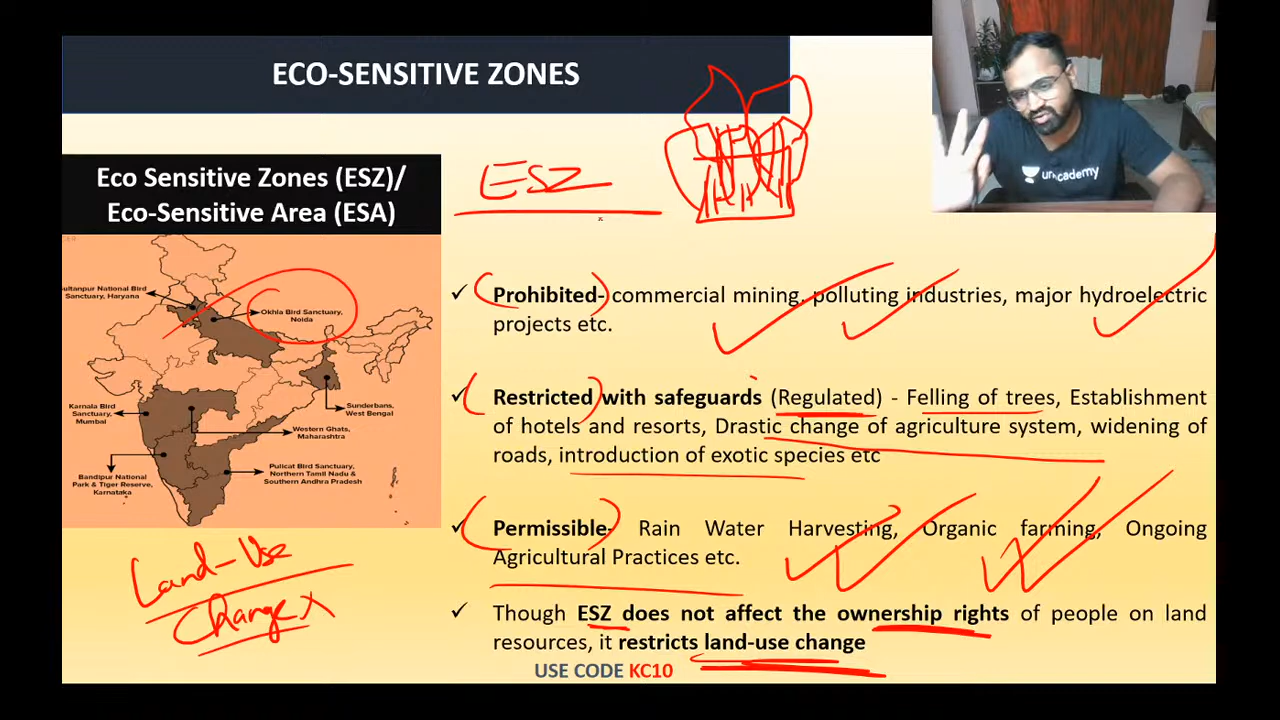 ECO-SENSITIVE ZONES
unacademy
Eco Sensitive Zones (ESZ)/
Eco-Sensitive Area (ESA)
ESZ
ultanpur National Bird
Sanctuary, Haryana
Okhla Bird Sanctuary,
Noida
Karnala Bird
Sanctuary,
Mumbai
Sunderbans,
West Bengal
Western Ghats,
Maharashtra
Bandipur National
Park & Tiger Reserve,
Karnataka
Pulicat Bird Sanctuary,
Northern Tamil Nadu &
Southern Andhra Pradesh
Land-Use
Change X
✓ Prohibited- commercial mining, polluting industries, major hydroelectric
projects etc.
✓ Restricted with safeguards (Regulated) - Felling of trees, Establishment
of hotels and resorts, Drastic change of agriculture system, widening of
roads, introduction of exotic species etc
✓ Permissible- Rain Water Harvesting, Organic farming, Ongoing
Agricultural Practices etc.
✓ Though ESZ does not affect the ownership rights of people on land
resources, it restricts land-use change
USE CODE KC10